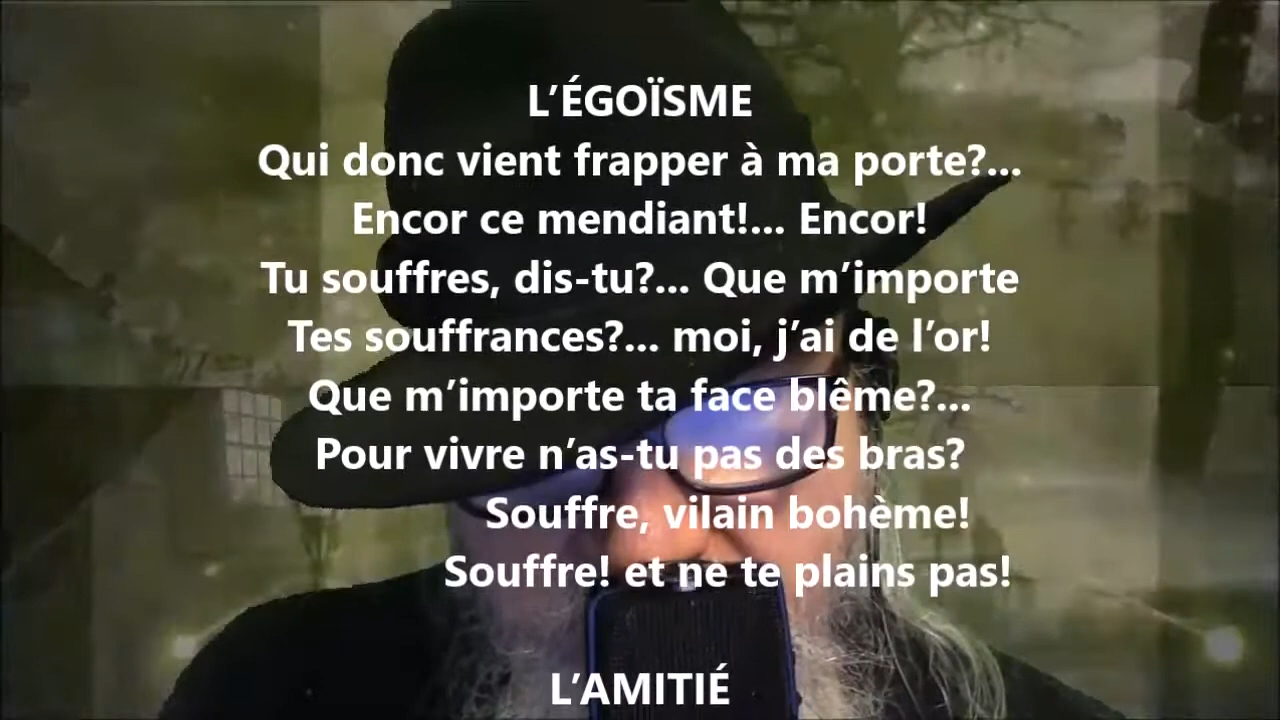 L’ÉGOÏSME
Qui donc vient frapper à ma porte?...
Encor ce mendiant!... Encor!
Tu souffres, dis-tu?... Que m’importe
Tes souffrances?... moi, j’ai de l’or!
Que m’importe ta face blême?...
Pour vivre n’as-tu pas des bras?
Souffre, vilain bohème!
Souffre! et ne te plains pas!
L’AMITIÉ